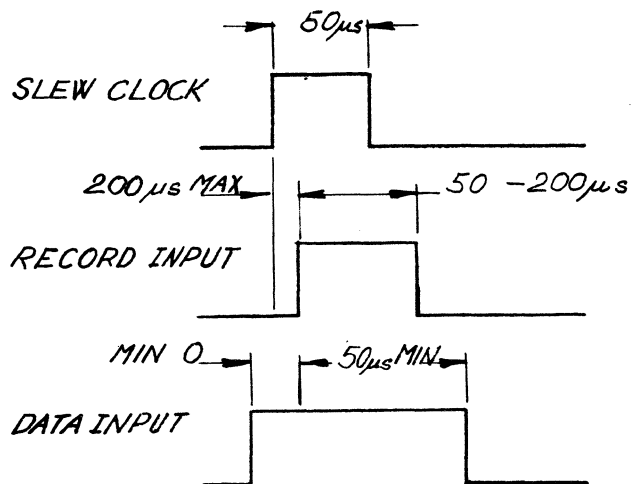 50µs
SLEW CLOCK
200µs MAX 50 - 200µs
RECORD INPUT
MIN 0 50µs MIN
DATA INPUT